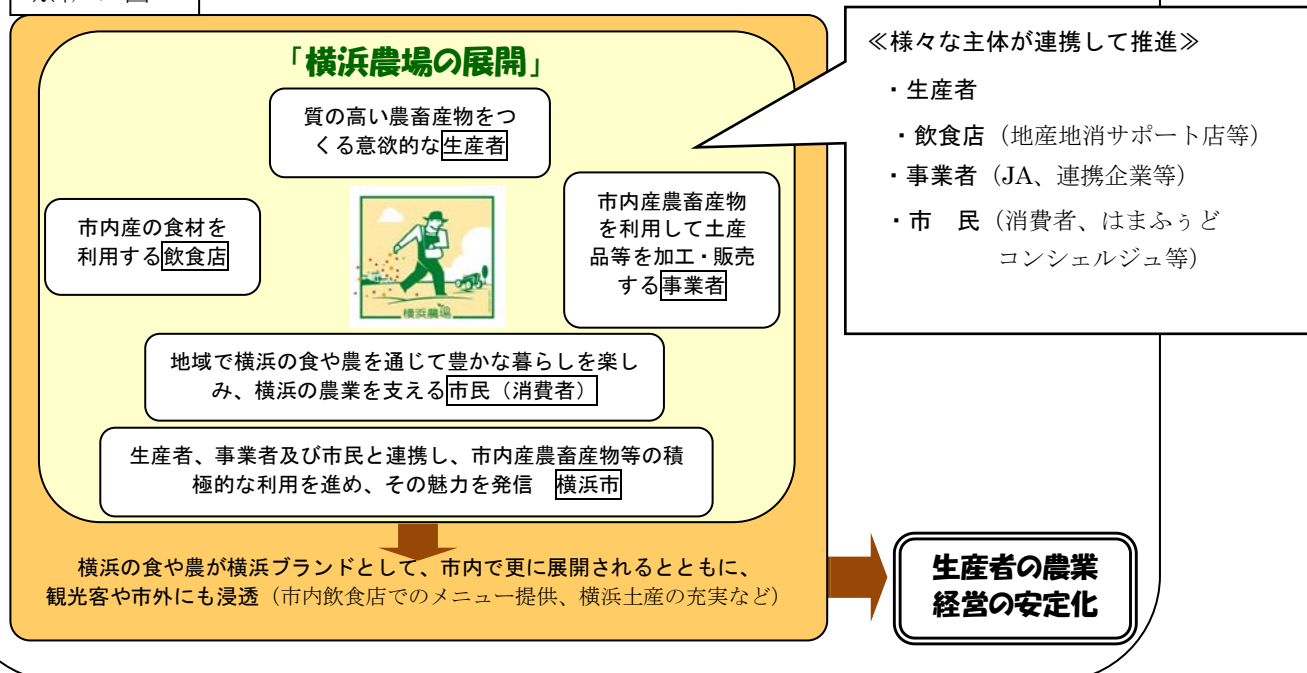 「横浜農場の展開」
質の高い農畜産物をつ
くる意欲的な生産者
市内産の食材を
利用する飲食店
市内産農畜産物
を利用して土産
品等を加工・販売
する事業者
横浜農場
地域で横浜の食や農を通じて豊かな暮らしを楽し
み、横浜の農業を支える市民（消費者）
生産者、事業者及び市民と連携し、市内産農畜産物等の積
極的な利用を進め、その魅力を発信　横浜市
横浜の食や農が横浜ブランドとして、市内で更に展開されるとともに、
観光客や市外にも浸透（市内飲食店でのメニュー提供、横浜土産の充実など）
≪様々な主体が連携して推進≫
・生産者
・飲食店（地産地消サポート店等）
・事業者（JA、連携企業等）
・市　民（消費者、はまふぅど
コンシェルジュ等）
生産者の農業
経営の安定化